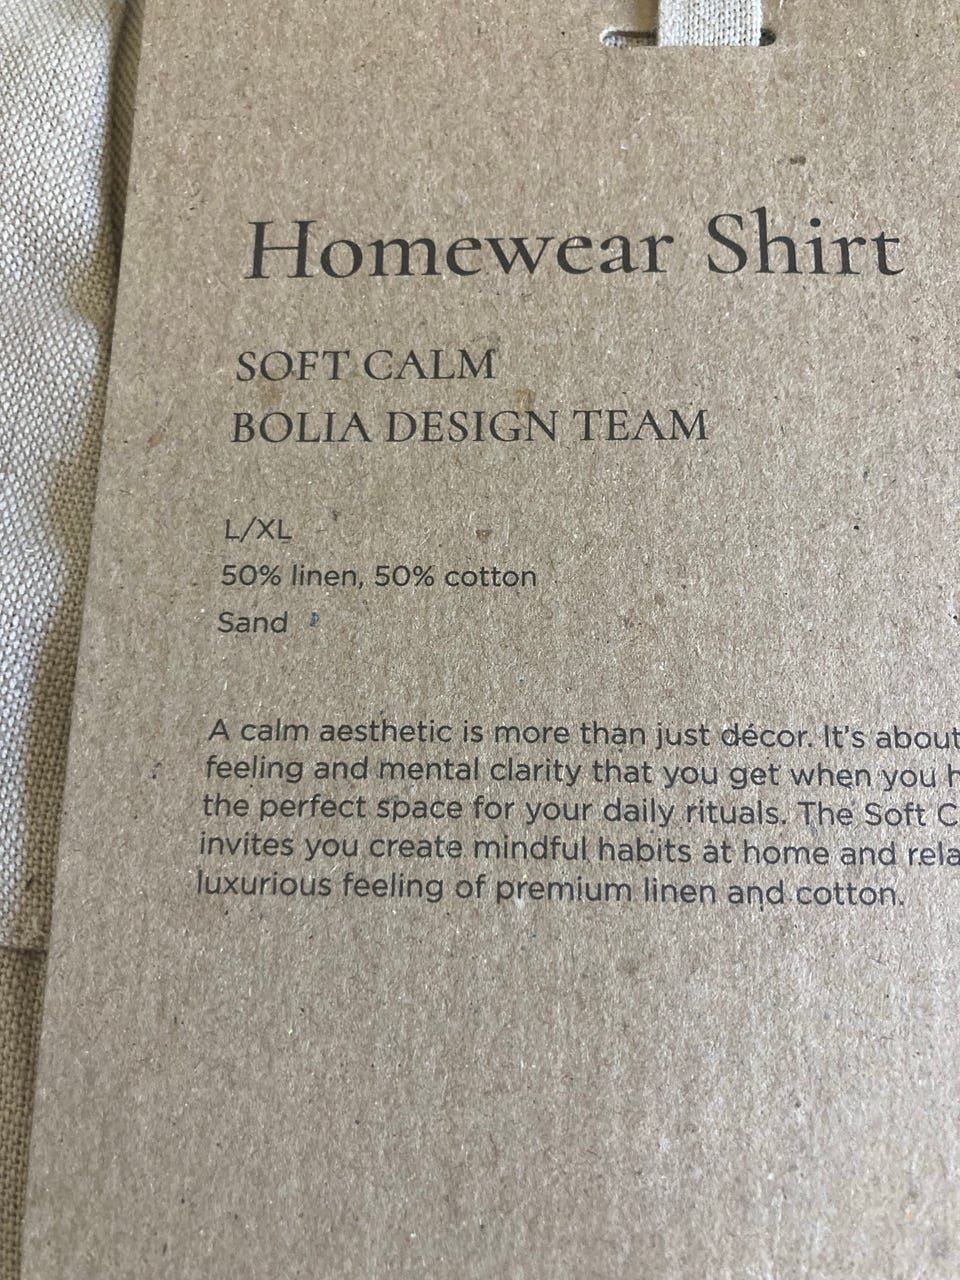 Homewear Shirt
SOFT CALM
BOLIA DESIGN TEAM
L/XL
50% linen, 50% cotton
Sand
A calm aesthetic is more than just décor. It's about
feeling and mental clarity that you get when you
the perfect space for your daily rituals. The Soft
invites you create mindful habits at home and
luxurious feeling of premium linen and cotton.